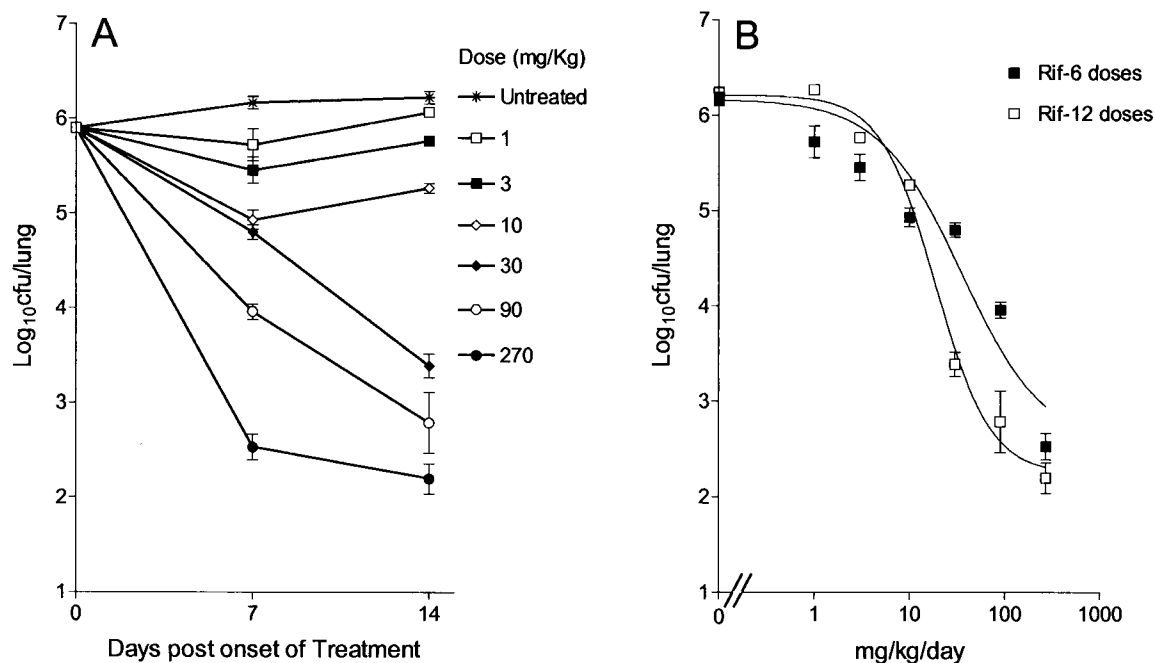 A
7
6
5
4
3
2
1
Log10cfu/lung
0
7
14
Days post onset of Treatment
Dose (mg/Kg)
Untreated
1
3
10
30
90
270
B
7
6
5
4
3
2
1
Log10cfu/lung
0
1
10
100
1000
mg/kg/day
Rif-6 doses
Rif-12 doses